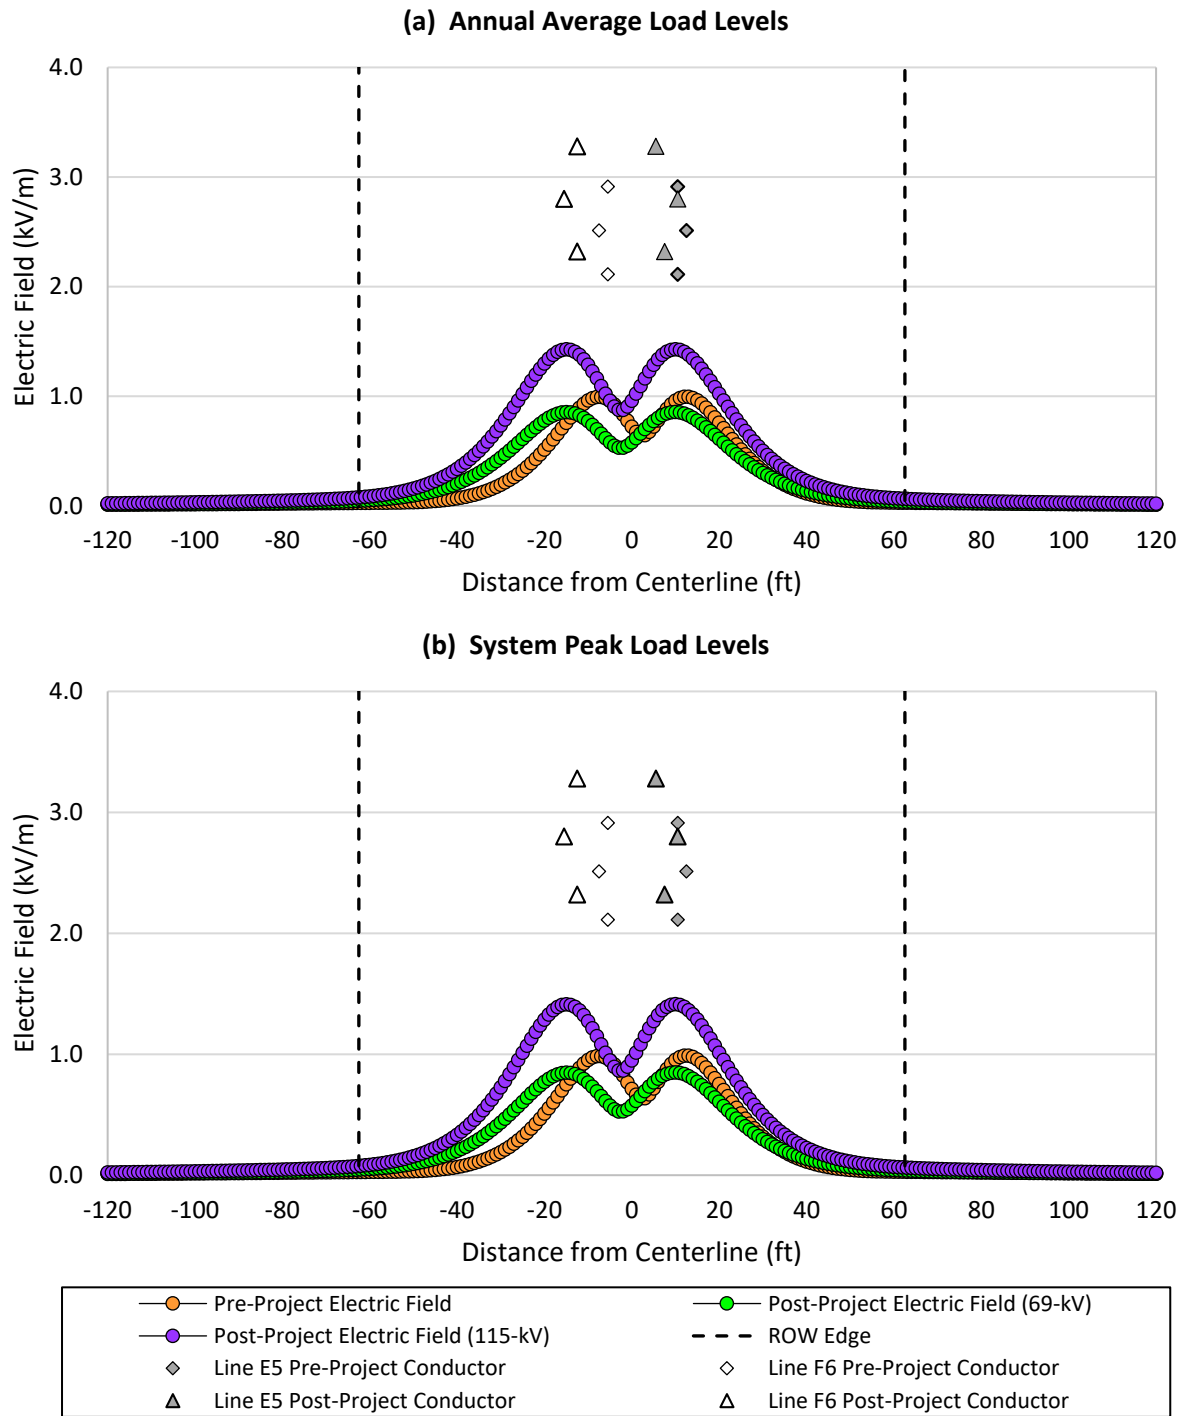 (a) Annual Average Load Levels
4.0
3.0
2.0
1.0
0.0
Electric Field (kV/m)
-120 -100 -80 -60 -40 -20 0 20 40 60 80 100 120
Distance from Centerline (ft)
(b) System Peak Load Levels
4.0
3.0
2.0
1.0
0.0
Electric Field (kV/m)
-120 -100 -80 -60 -40 -20 0 20 40 60 80 100 120
Distance from Centerline (ft)
Pre-Project Electric Field Post-Project Electric Field (69-kV)
Post-Project Electric Field (115-kV) ROW Edge
Line E5 Pre-Project Conductor Line F6 Pre-Project Conductor
Line E5 Post-Project Conductor Line F6 Post-Project Conductor